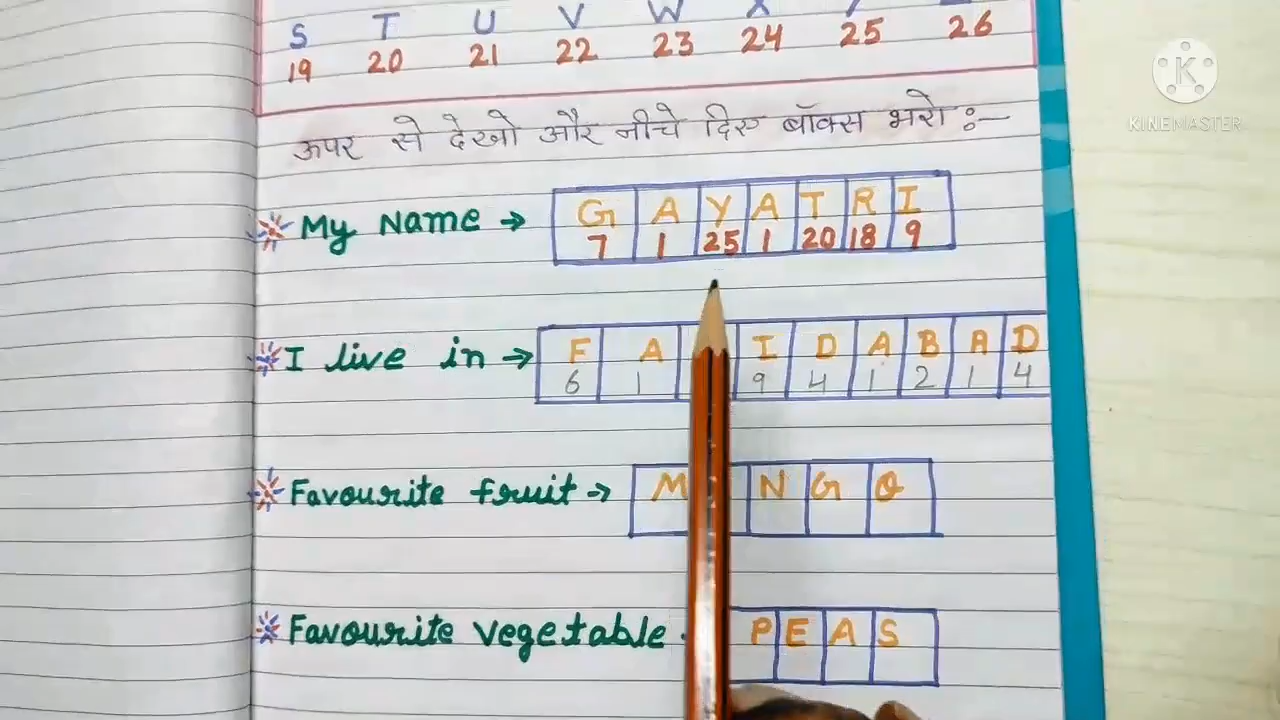 S T U V W X Y Z
19 20 21 22 23 24 25 26
ऊपर से देखो और नीचे दिए बॉक्स भरो :—
My Name → G A Y A T R I
7 1 25 1 20 18 9
I live in → F A I D A B A D
6 1 9 4 1 2 1 4
Favourite fruit → M N G O
Favourite vegetable P E A S
K
KINEMASTER